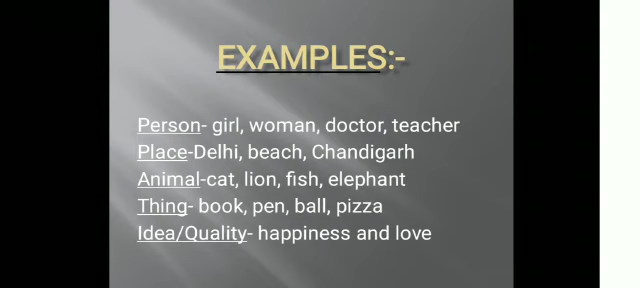 EXAMPLES:-
Person- girl, woman, doctor, teacher
Place-Delhi, beach, Chandigarh
Animal-cat, lion, fish, elephant
Thing- book, pen, ball, pizza
Idea/Quality- happiness and love